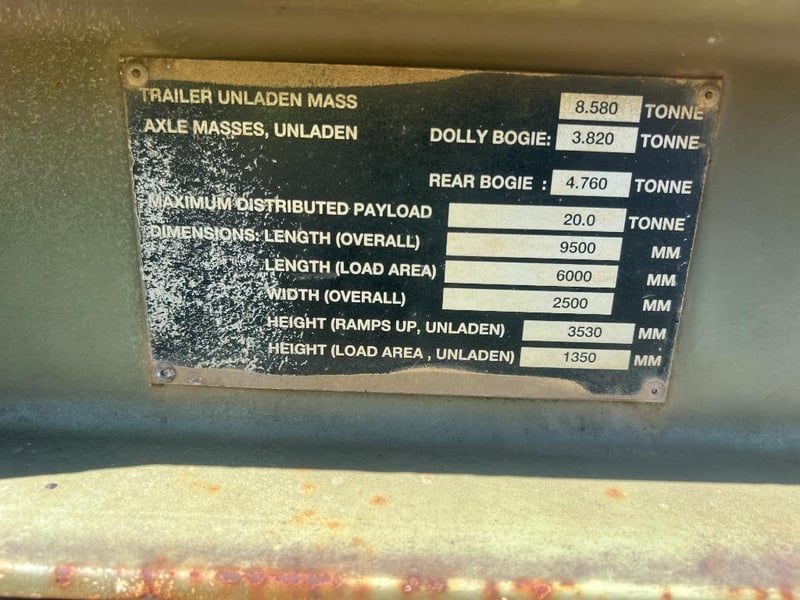 TRAILER UNLADEN MASS 8.580 TONNE
AXLE MASSES, UNLADEN DOLLY BOGIE: 3.820 TONNE
REAR BOGIE : 4.760 TONNE
MAXIMUM DISTRIBUTED PAYLOAD 20.0 TONNE
DIMENSIONS: LENGTH (OVERALL) 9500 MM
LENGTH (LOAD AREA) 6000 MM
WIDTH (OVERALL) 2500 MM
HEIGHT (RAMPS UP, UNLADEN) 3530 MM
HEIGHT (LOAD AREA , UNLADEN) 1350 MM